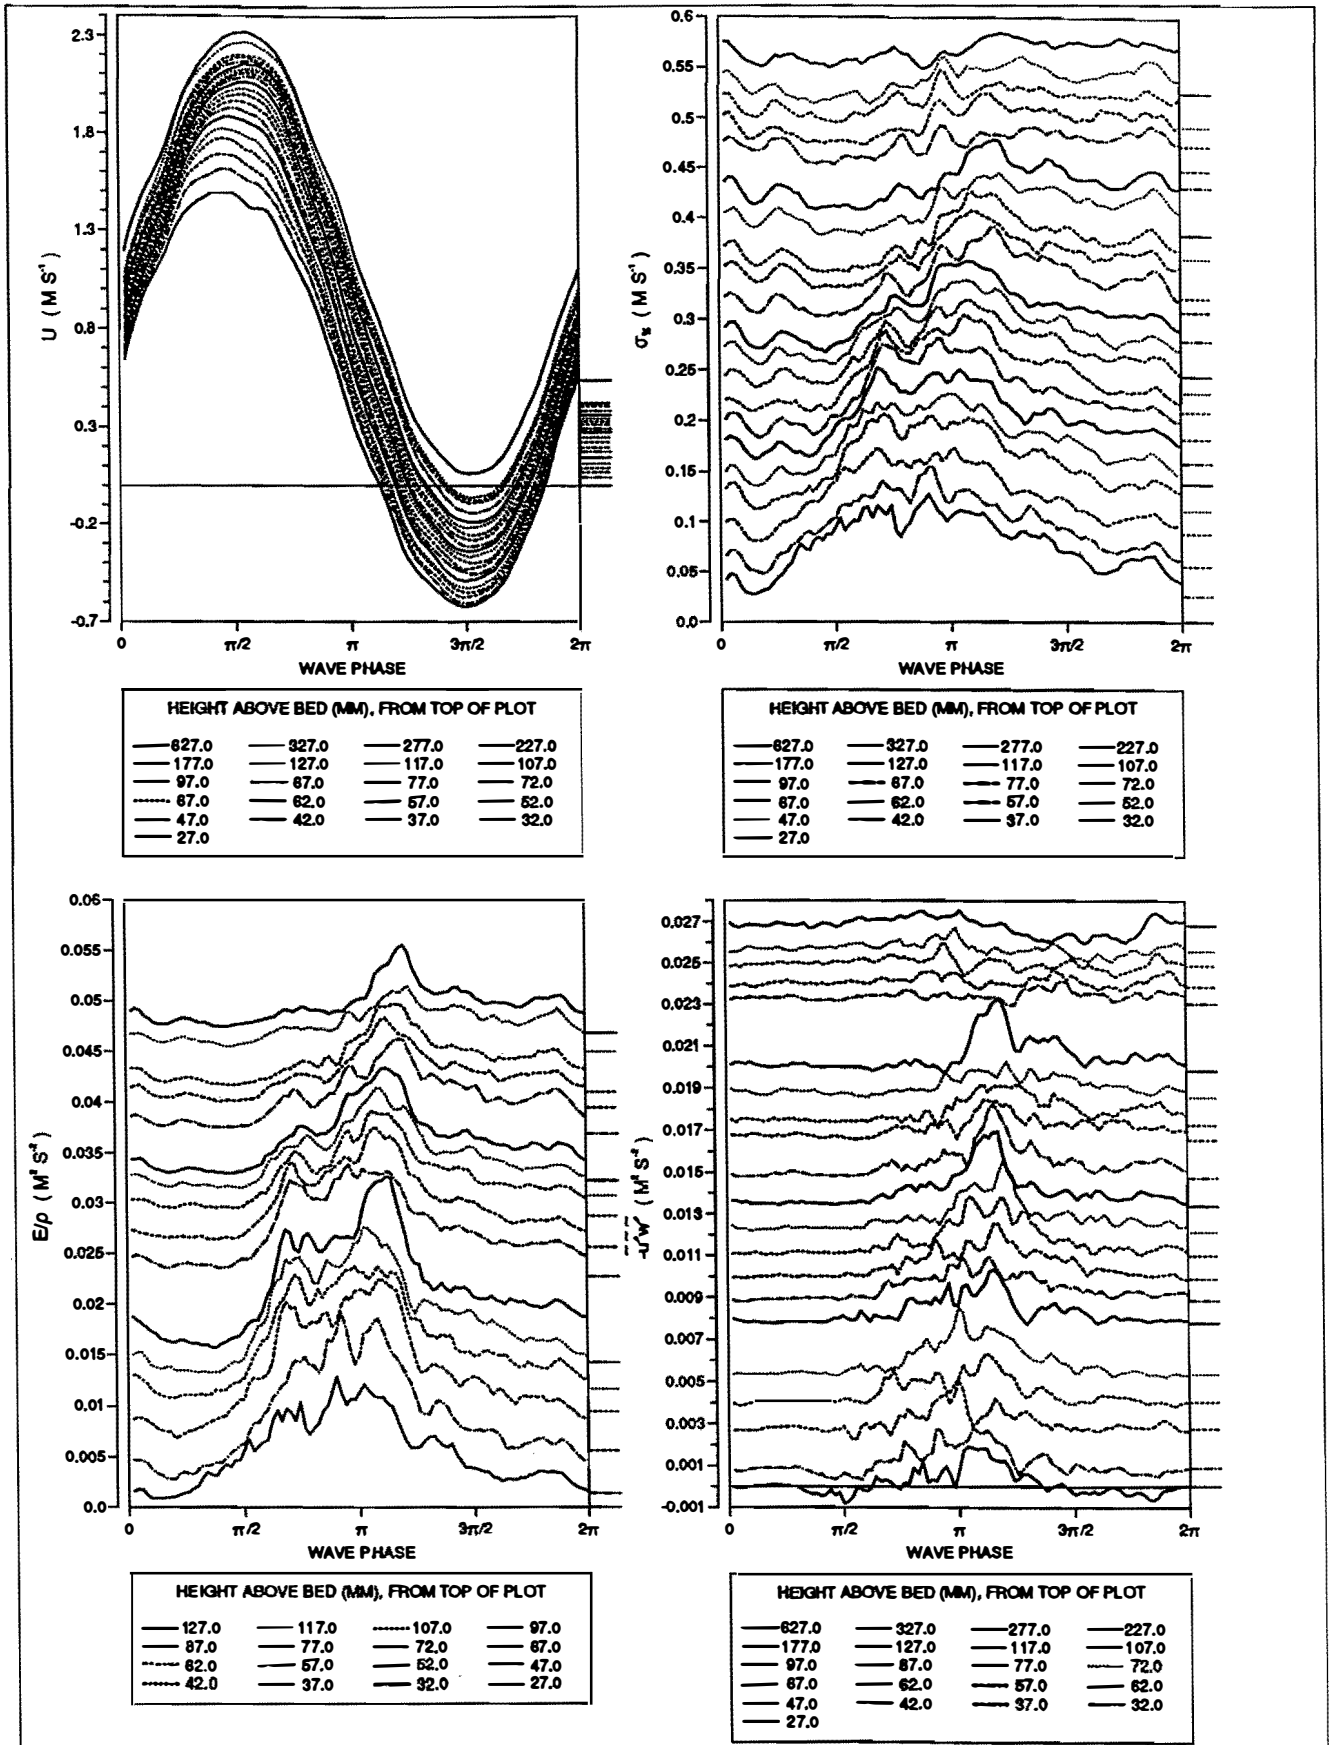 2.3
1.8
1.3
0.8
0.3
-0.2
-0.7
U (M S⁻¹)
0 π/2 π 3π/2 2π
WAVE PHASE
HEIGHT ABOVE BED (MM), FROM TOP OF PLOT
627.0 327.0 277.0 227.0
177.0 127.0 117.0 107.0
97.0 87.0 77.0 72.0
67.0 62.0 57.0 52.0
47.0 42.0 37.0 32.0
27.0
0.6
0.55
0.5
0.45
0.4
0.35
0.3
0.25
0.2
0.15
0.1
0.05
0.0
(M S⁻¹)
0 π/2 π 3π/2 2π
WAVE PHASE
HEIGHT ABOVE BED (MM), FROM TOP OF PLOT
627.0 327.0 277.0 227.0
177.0 127.0 117.0 107.0
97.0 67.0 77.0 72.0
67.0 62.0 57.0 52.0
47.0 42.0 37.0 32.0
27.0
0.06
0.055
0.05
0.045
0.04
0.035
0.03
0.025
0.02
0.015
0.01
0.005
0.0
E/ρ (M² S⁻²)
0 π/2 π 3π/2 2π
WAVE PHASE
HEIGHT ABOVE BED (MM), FROM TOP OF PLOT
127.0 117.0 107.0 97.0
87.0 77.0 72.0 67.0
62.0 57.0 52.0 47.0
42.0 37.0 32.0 27.0
0.027
0.025
0.023
0.021
0.019
0.017
0.015
0.013
0.011
0.009
0.007
0.005
0.003
0.001
-0.001
-u'w' (M² S⁻²)
0 π/2 π 3π/2 2π
WAVE PHASE
HEIGHT ABOVE BED (MM), FROM TOP OF PLOT
627.0 327.0 277.0 227.0
177.0 127.0 117.0 107.0
97.0 87.0 77.0 72.0
67.0 62.0 57.0 62.0
47.0 42.0 37.0 32.0
27.0